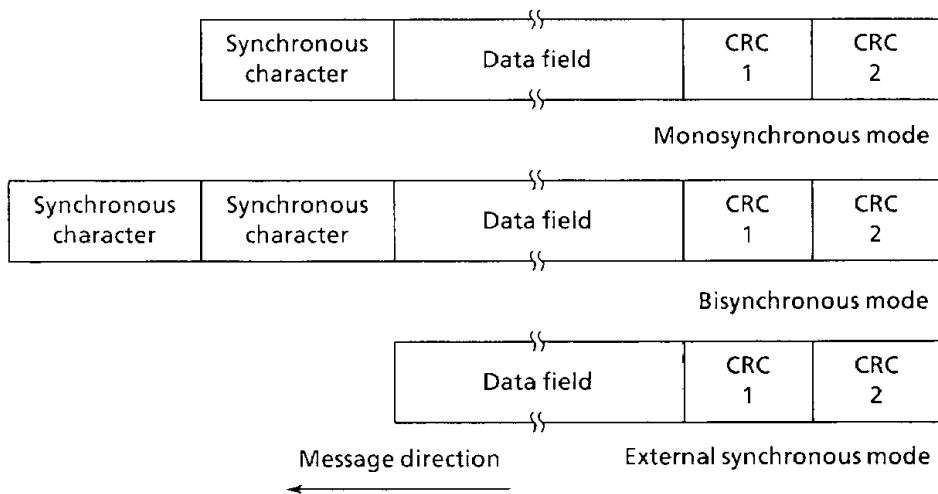 Synchronous
character
Data field
CRC
1
CRC
2
Monosynchronous mode
Synchronous
character
Synchronous
character
Data field
CRC
1
CRC
2
Bisynchronous mode
Data field
CRC
1
CRC
2
Message direction
External synchronous mode